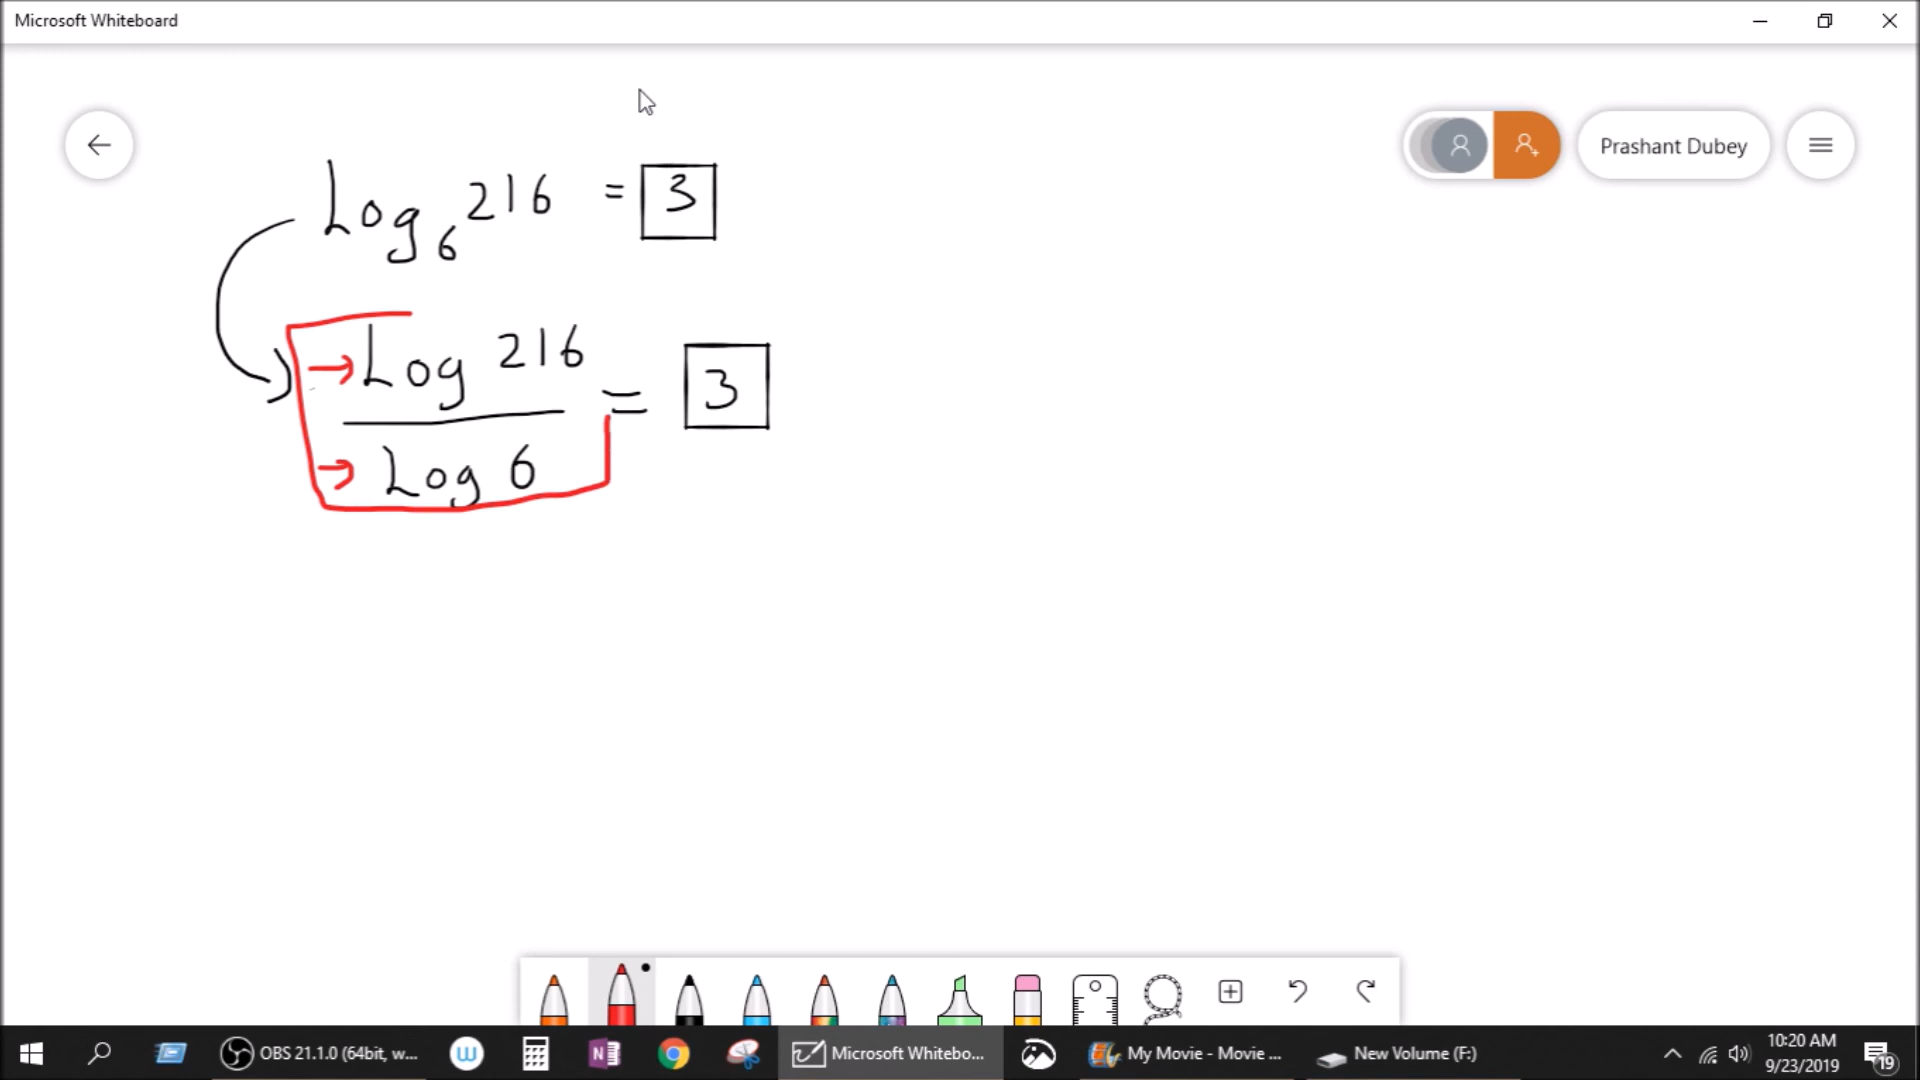 Microsoft Whiteboard
Prashant Dubey
Log₆ 216 = 3
Log 216
= 3
Log 6
OBS 21.1.0 (64bit, w...
Microsoft Whitebo...
My Movie - Movie ...
New Volume (F:)
10:20 AM
9/23/2019
19